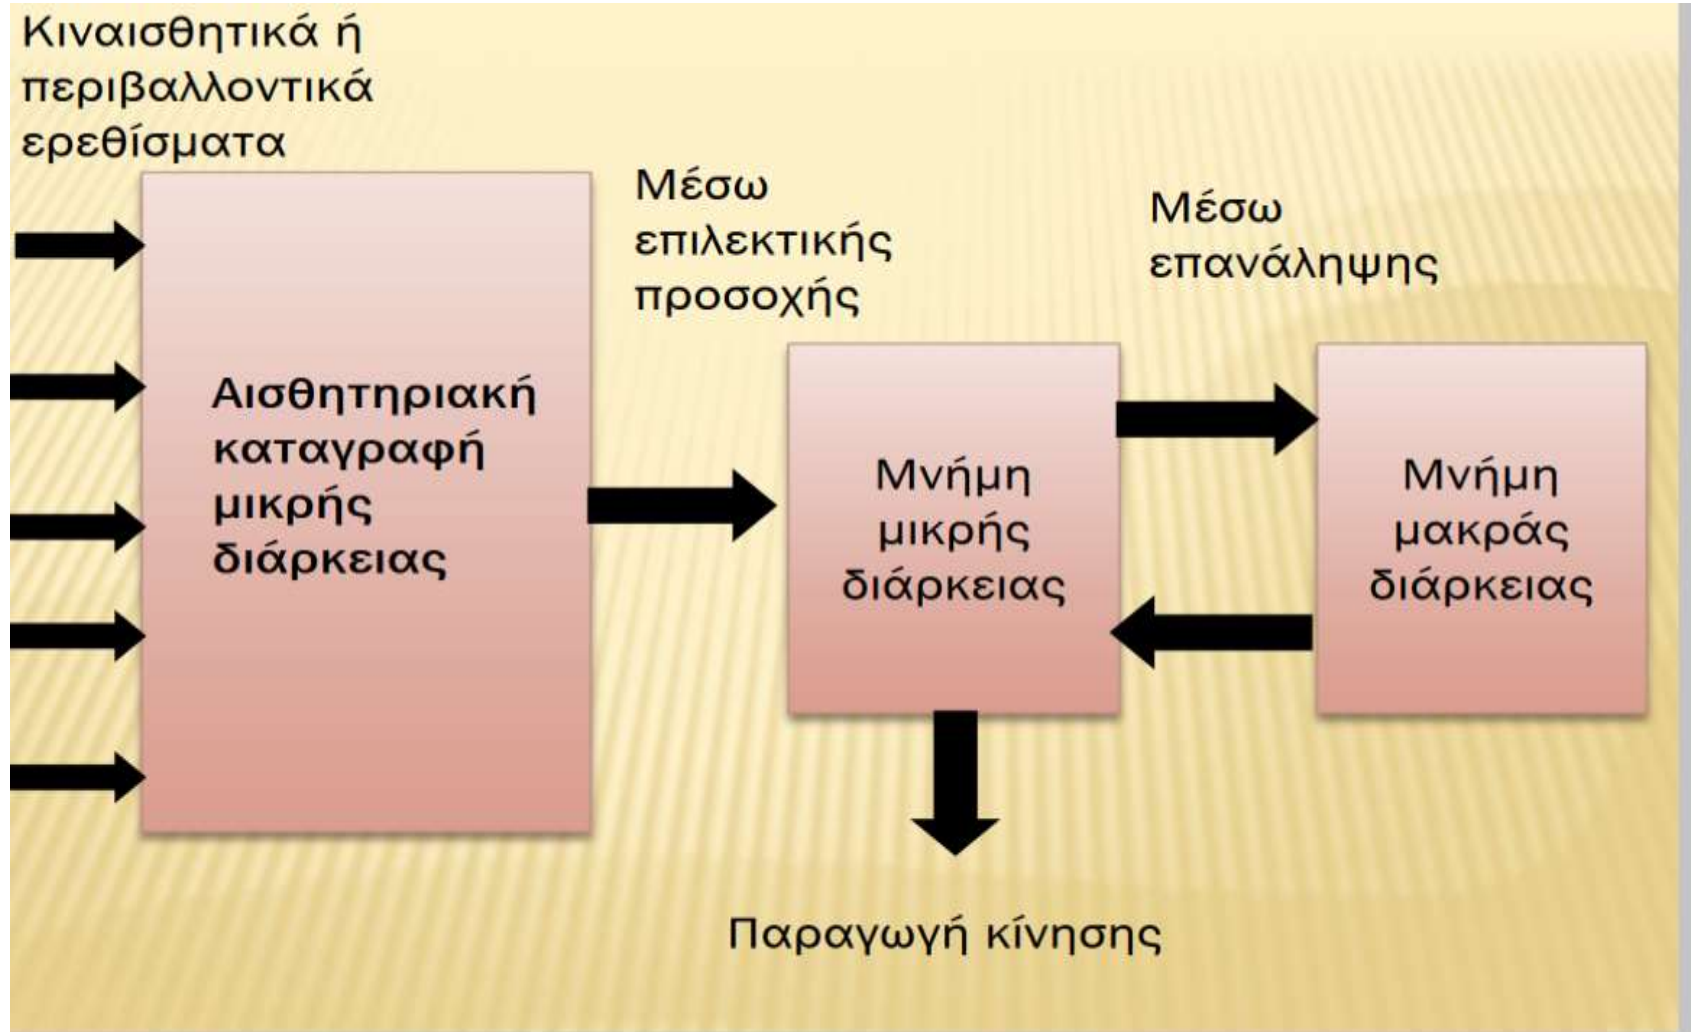 Κιναισθητικά ή
περιβαλλοντικά
ερεθίσματα
Αισθητηριακή
καταγραφή
μικρής
διάρκειας
Μέσω
επιλεκτικής
προσοχής
Μνήμη
μικρής
διάρκειας
Μέσω
επανάληψης
Μνήμη
μακράς
διάρκειας
Παραγωγή κίνησης